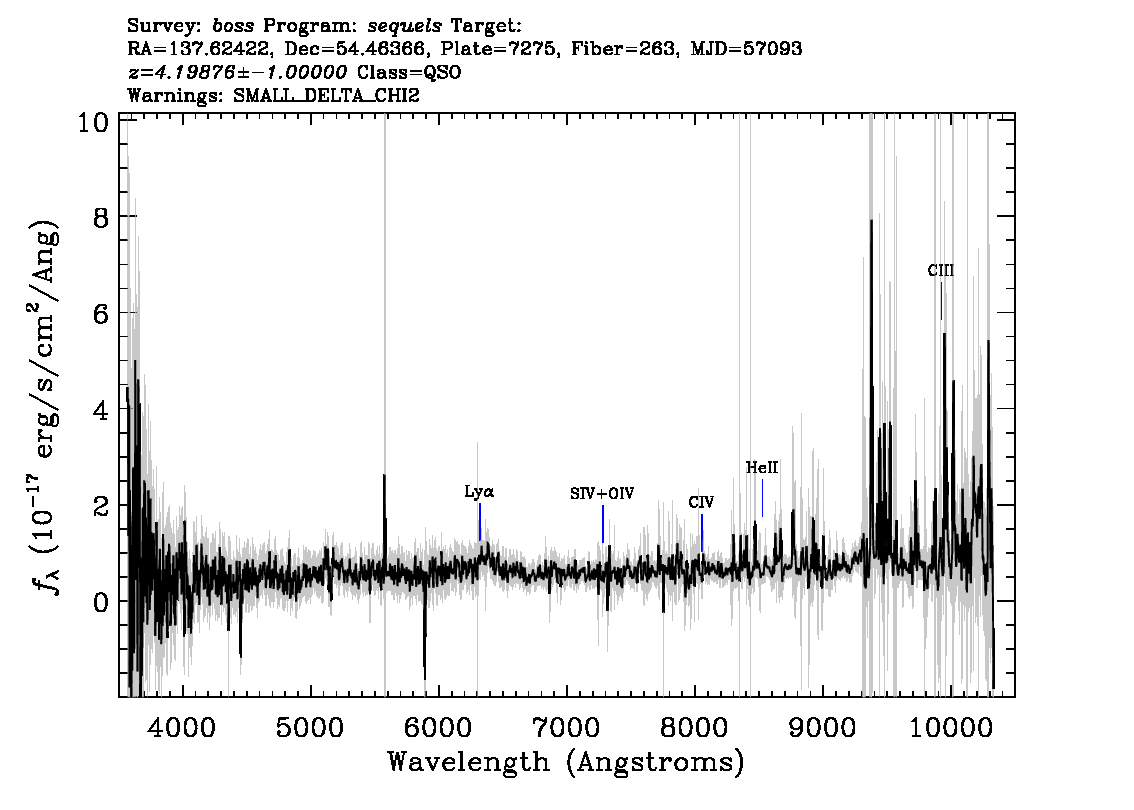 Survey: boss Program: sequels Target:
RA=137.62422, Dec=54.46366, Plate=7275, Fiber=263, MJD=57093
z=4.19876±−1.00000 Class=QSO
Warnings: SMALL_DELTA_CHI2
10
8
6
4
2
0
f_λ (10^−17 erg/s/cm^2/Ang)
CIII
HeII
Lyα
SIV+OIV
CIV
4000 5000 6000 7000 8000 9000 10000
Wavelength (Angstroms)